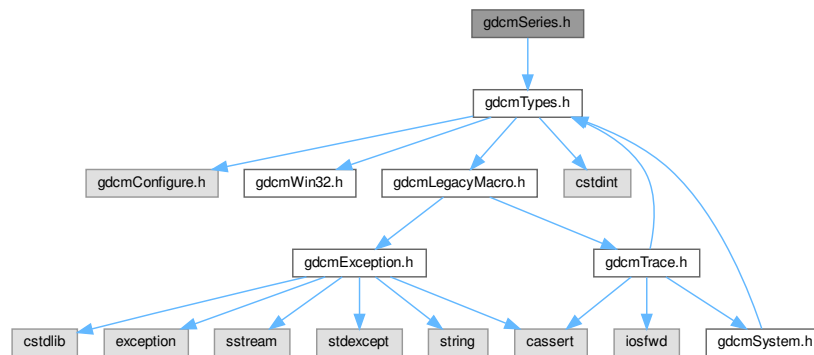 gdcmSeries.h
gdcmTypes.h
gdcmConfigure.h
gdcmWin32.h
gdcmLegacyMacro.h
cstdint
gdcmException.h
gdcmTrace.h
cstdlib
exception
sstream
stdexcept
string
cassert
iosfwd
gdcmSystem.h